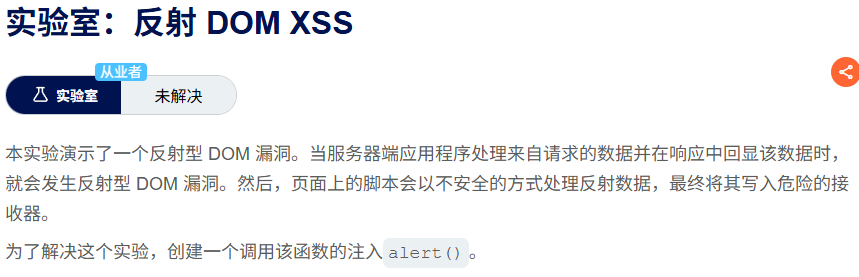 实验室：反射 DOM XSS
从业者
实验室 未解决
本实验演示了一个反射型 DOM 漏洞。当服务器端应用程序处理来自请求的数据并在响应中回显该数据时，
就会发生反射型 DOM 漏洞。然后，页面上的脚本会以不安全的方式处理反射数据，最终将其写入危险的接
收器。
为了解决这个实验，创建一个调用该函数的注入 alert() 。